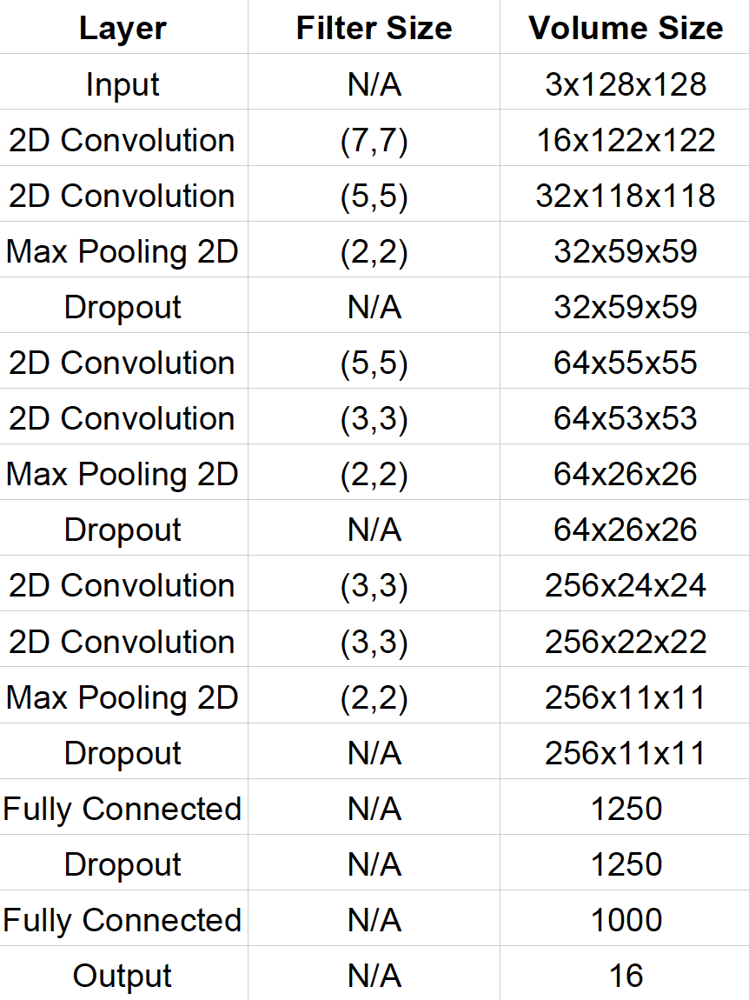 Layer Filter Size Volume Size
Input N/A 3x128x128
2D Convolution (7,7) 16x122x122
2D Convolution (5,5) 32x118x118
Max Pooling 2D (2,2) 32x59x59
Dropout N/A 32x59x59
2D Convolution (5,5) 64x55x55
2D Convolution (3,3) 64x53x53
Max Pooling 2D (2,2) 64x26x26
Dropout N/A 64x26x26
2D Convolution (3,3) 256x24x24
2D Convolution (3,3) 256x22x22
Max Pooling 2D (2,2) 256x11x11
Dropout N/A 256x11x11
Fully Connected N/A 1250
Dropout N/A 1250
Fully Connected N/A 1000
Output N/A 16